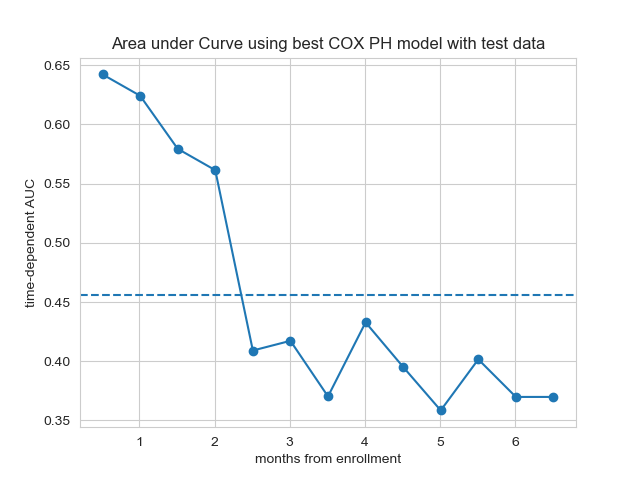 Area under Curve using best COX PH model with test data
time-dependent AUC
0.65
0.60
0.55
0.50
0.45
0.40
0.35
1 2 3 4 5 6
months from enrollment